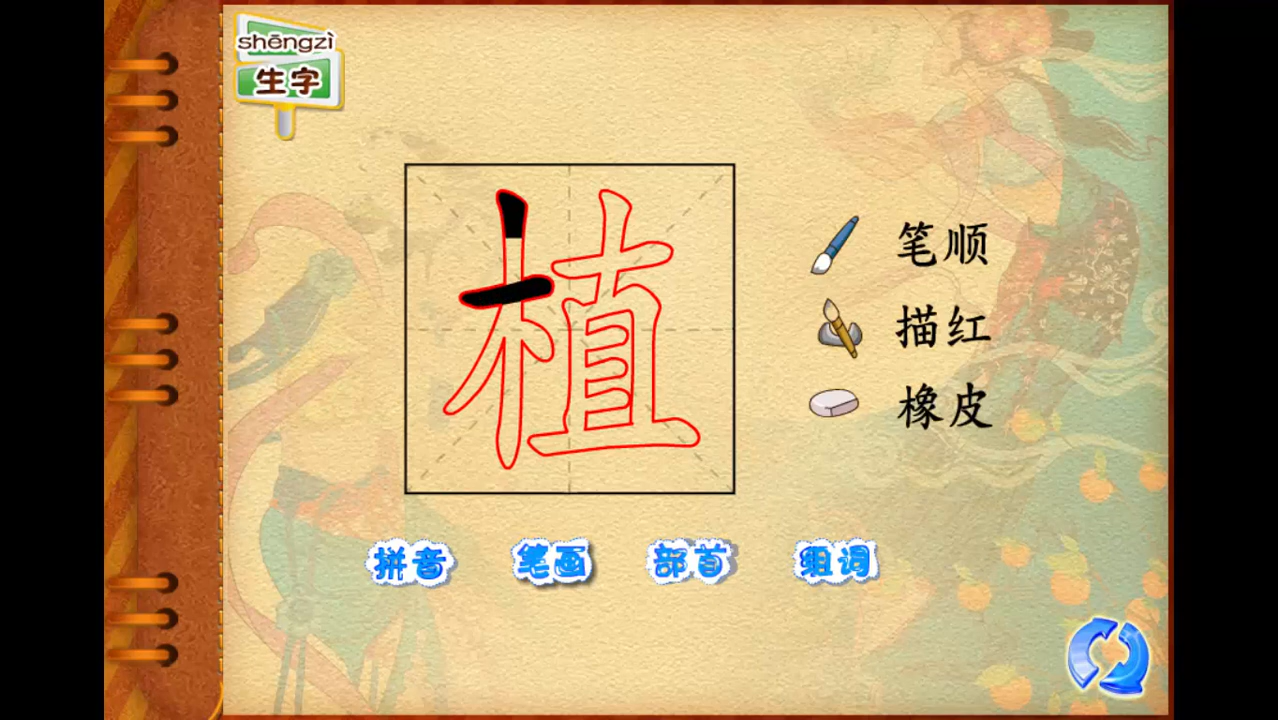 shēngzì
生字
植
笔顺
描红
橡皮
拼音 笔画 部首 组词